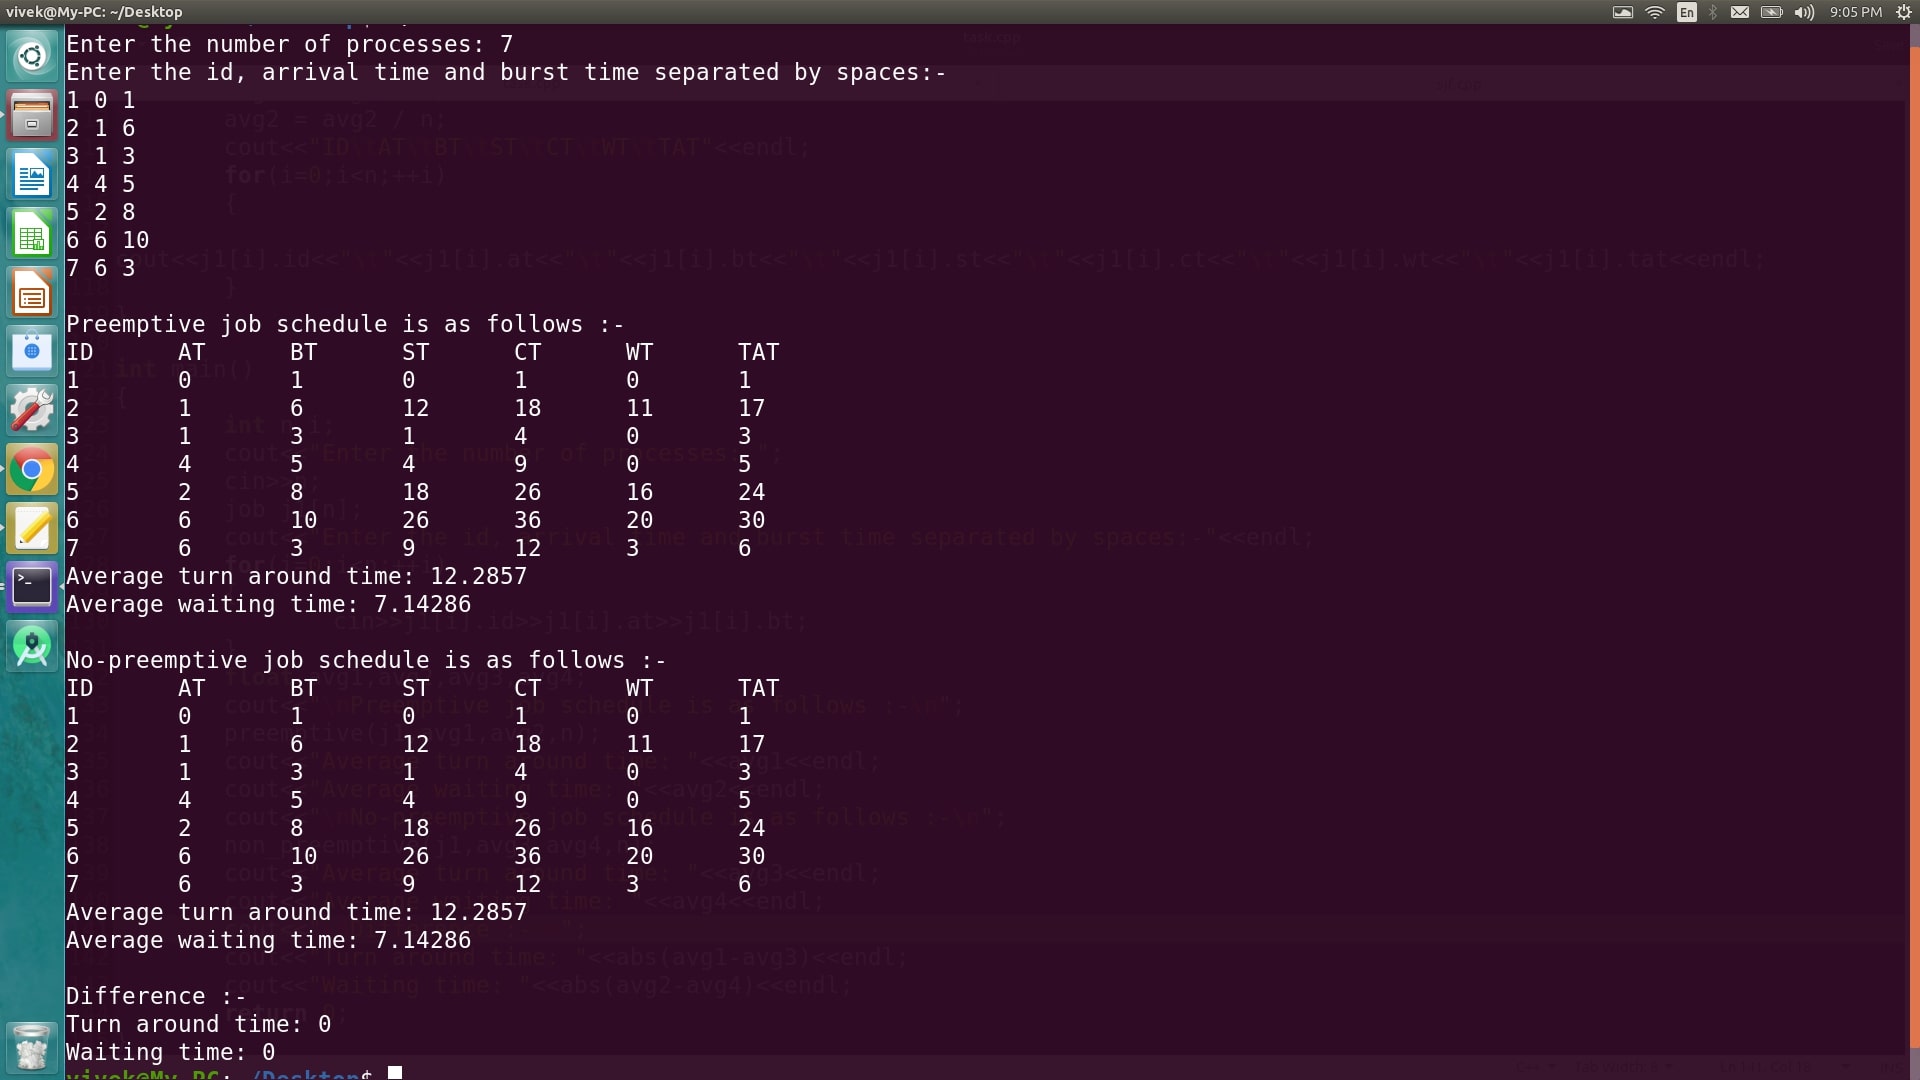 vivek@My-PC: ~/Desktop
En
9:05 PM
Enter the number of processes: 7
Enter the id, arrival time and burst time separated by spaces:-
1 0 1
2 1 6
3 1 3
4 4 5
5 2 8
6 6 10
7 6 3
Preemptive job schedule is as follows :-
ID AT BT ST CT WT TAT
1 0 1 0 1 0 1
2 1 6 12 18 11 17
3 1 3 1 4 0 3
4 4 5 4 9 0 5
5 2 8 18 26 16 24
6 6 10 26 36 20 30
7 6 3 9 12 3 6
Average turn around time: 12.2857
Average waiting time: 7.14286
No-preemptive job schedule is as follows :-
ID AT BT ST CT WT TAT
1 0 1 0 1 0 1
2 1 6 12 18 11 17
3 1 3 1 4 0 3
4 4 5 4 9 0 5
5 2 8 18 26 16 24
6 6 10 26 36 20 30
7 6 3 9 12 3 6
Average turn around time: 12.2857
Average waiting time: 7.14286
Difference :-
Turn around time: 0
Waiting time: 0
vivek@My-PC:~/Desktop$